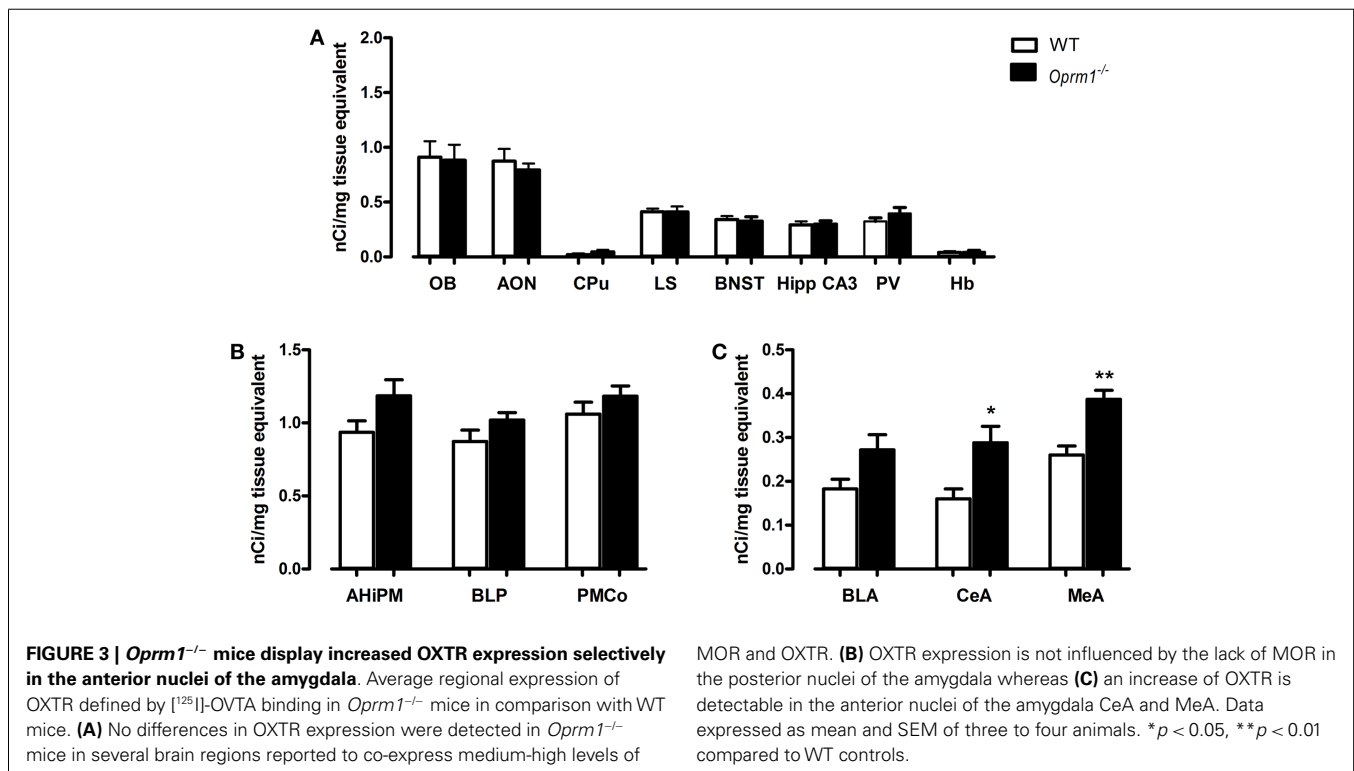 A
2.0
1.5
1.0
0.5
0.0
nCi/mg tissue equivalent
OB AON CPu LS BNST Hipp CA3 PV Hb
WT
Oprm1-/-
B
1.5
1.0
0.5
0.0
nCi/mg tissue equivalent
AHiPM BLP PMCo
C
0.5
0.4
0.3
0.2
0.1
0.0
nCi/mg tissue equivalent
*
**
BLA CeA MeA
FIGURE 3 | Oprm1−/− mice display increased OXTR expression selectively
in the anterior nuclei of the amygdala. Average regional expression of
OXTR defined by [125I]-OVTA binding in Oprm1−/− mice in comparison with WT
mice. (A) No differences in OXTR expression were detected in Oprm1−/−
mice in several brain regions reported to co-express medium-high levels of
MOR and OXTR. (B) OXTR expression is not influenced by the lack of MOR in
the posterior nuclei of the amygdala whereas (C) an increase of OXTR is
detectable in the anterior nuclei of the amygdala CeA and MeA. Data
expressed as mean and SEM of three to four animals. *p < 0.05, **p < 0.01
compared to WT controls.